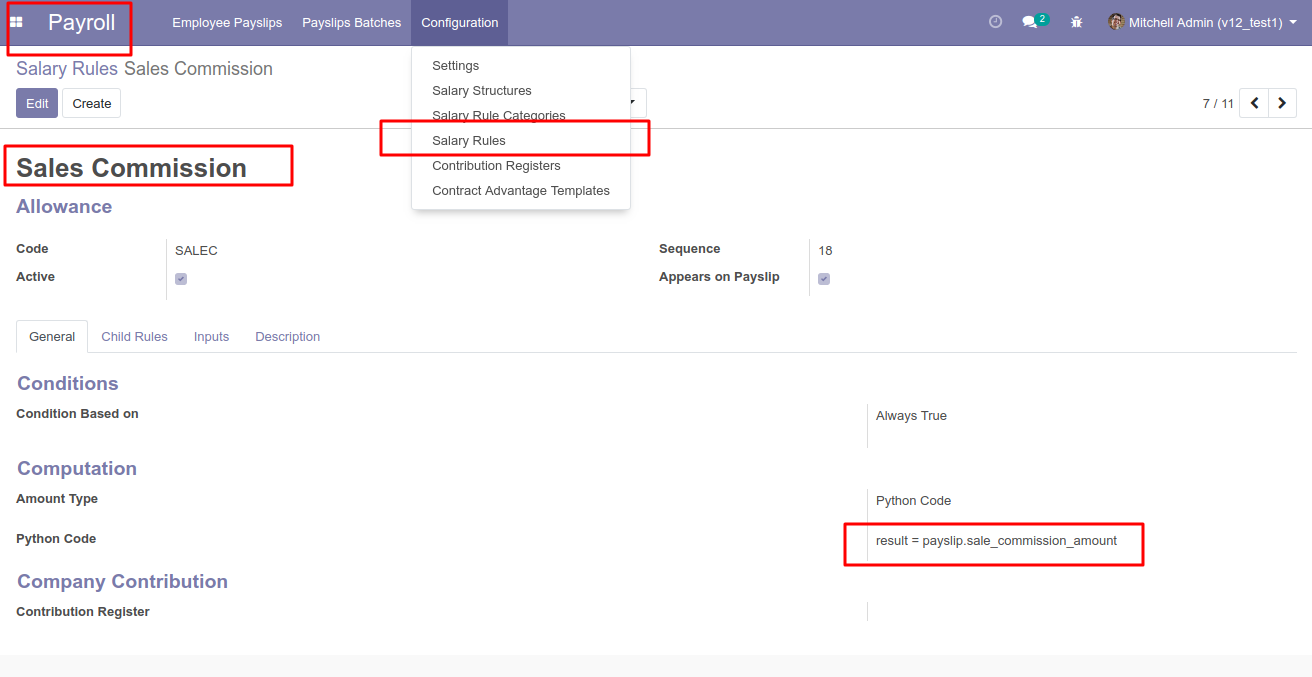 Payroll Employee Payslips Payslips Batches Configuration 2 Mitchell Admin (v12_test1)
Salary Rules Sales Commission
Settings
Salary Structures
Salary Rule Categories
Salary Rules
Contribution Registers
Contract Advantage Templates
Edit Create 7 / 11
Sales Commission
Allowance
Code SALEC Sequence 18
Active Appears on Payslip
General Child Rules Inputs Description
Conditions
Condition Based on Always True
Computation
Amount Type Python Code
Python Code result = payslip.sale_commission_amount
Company Contribution
Contribution Register